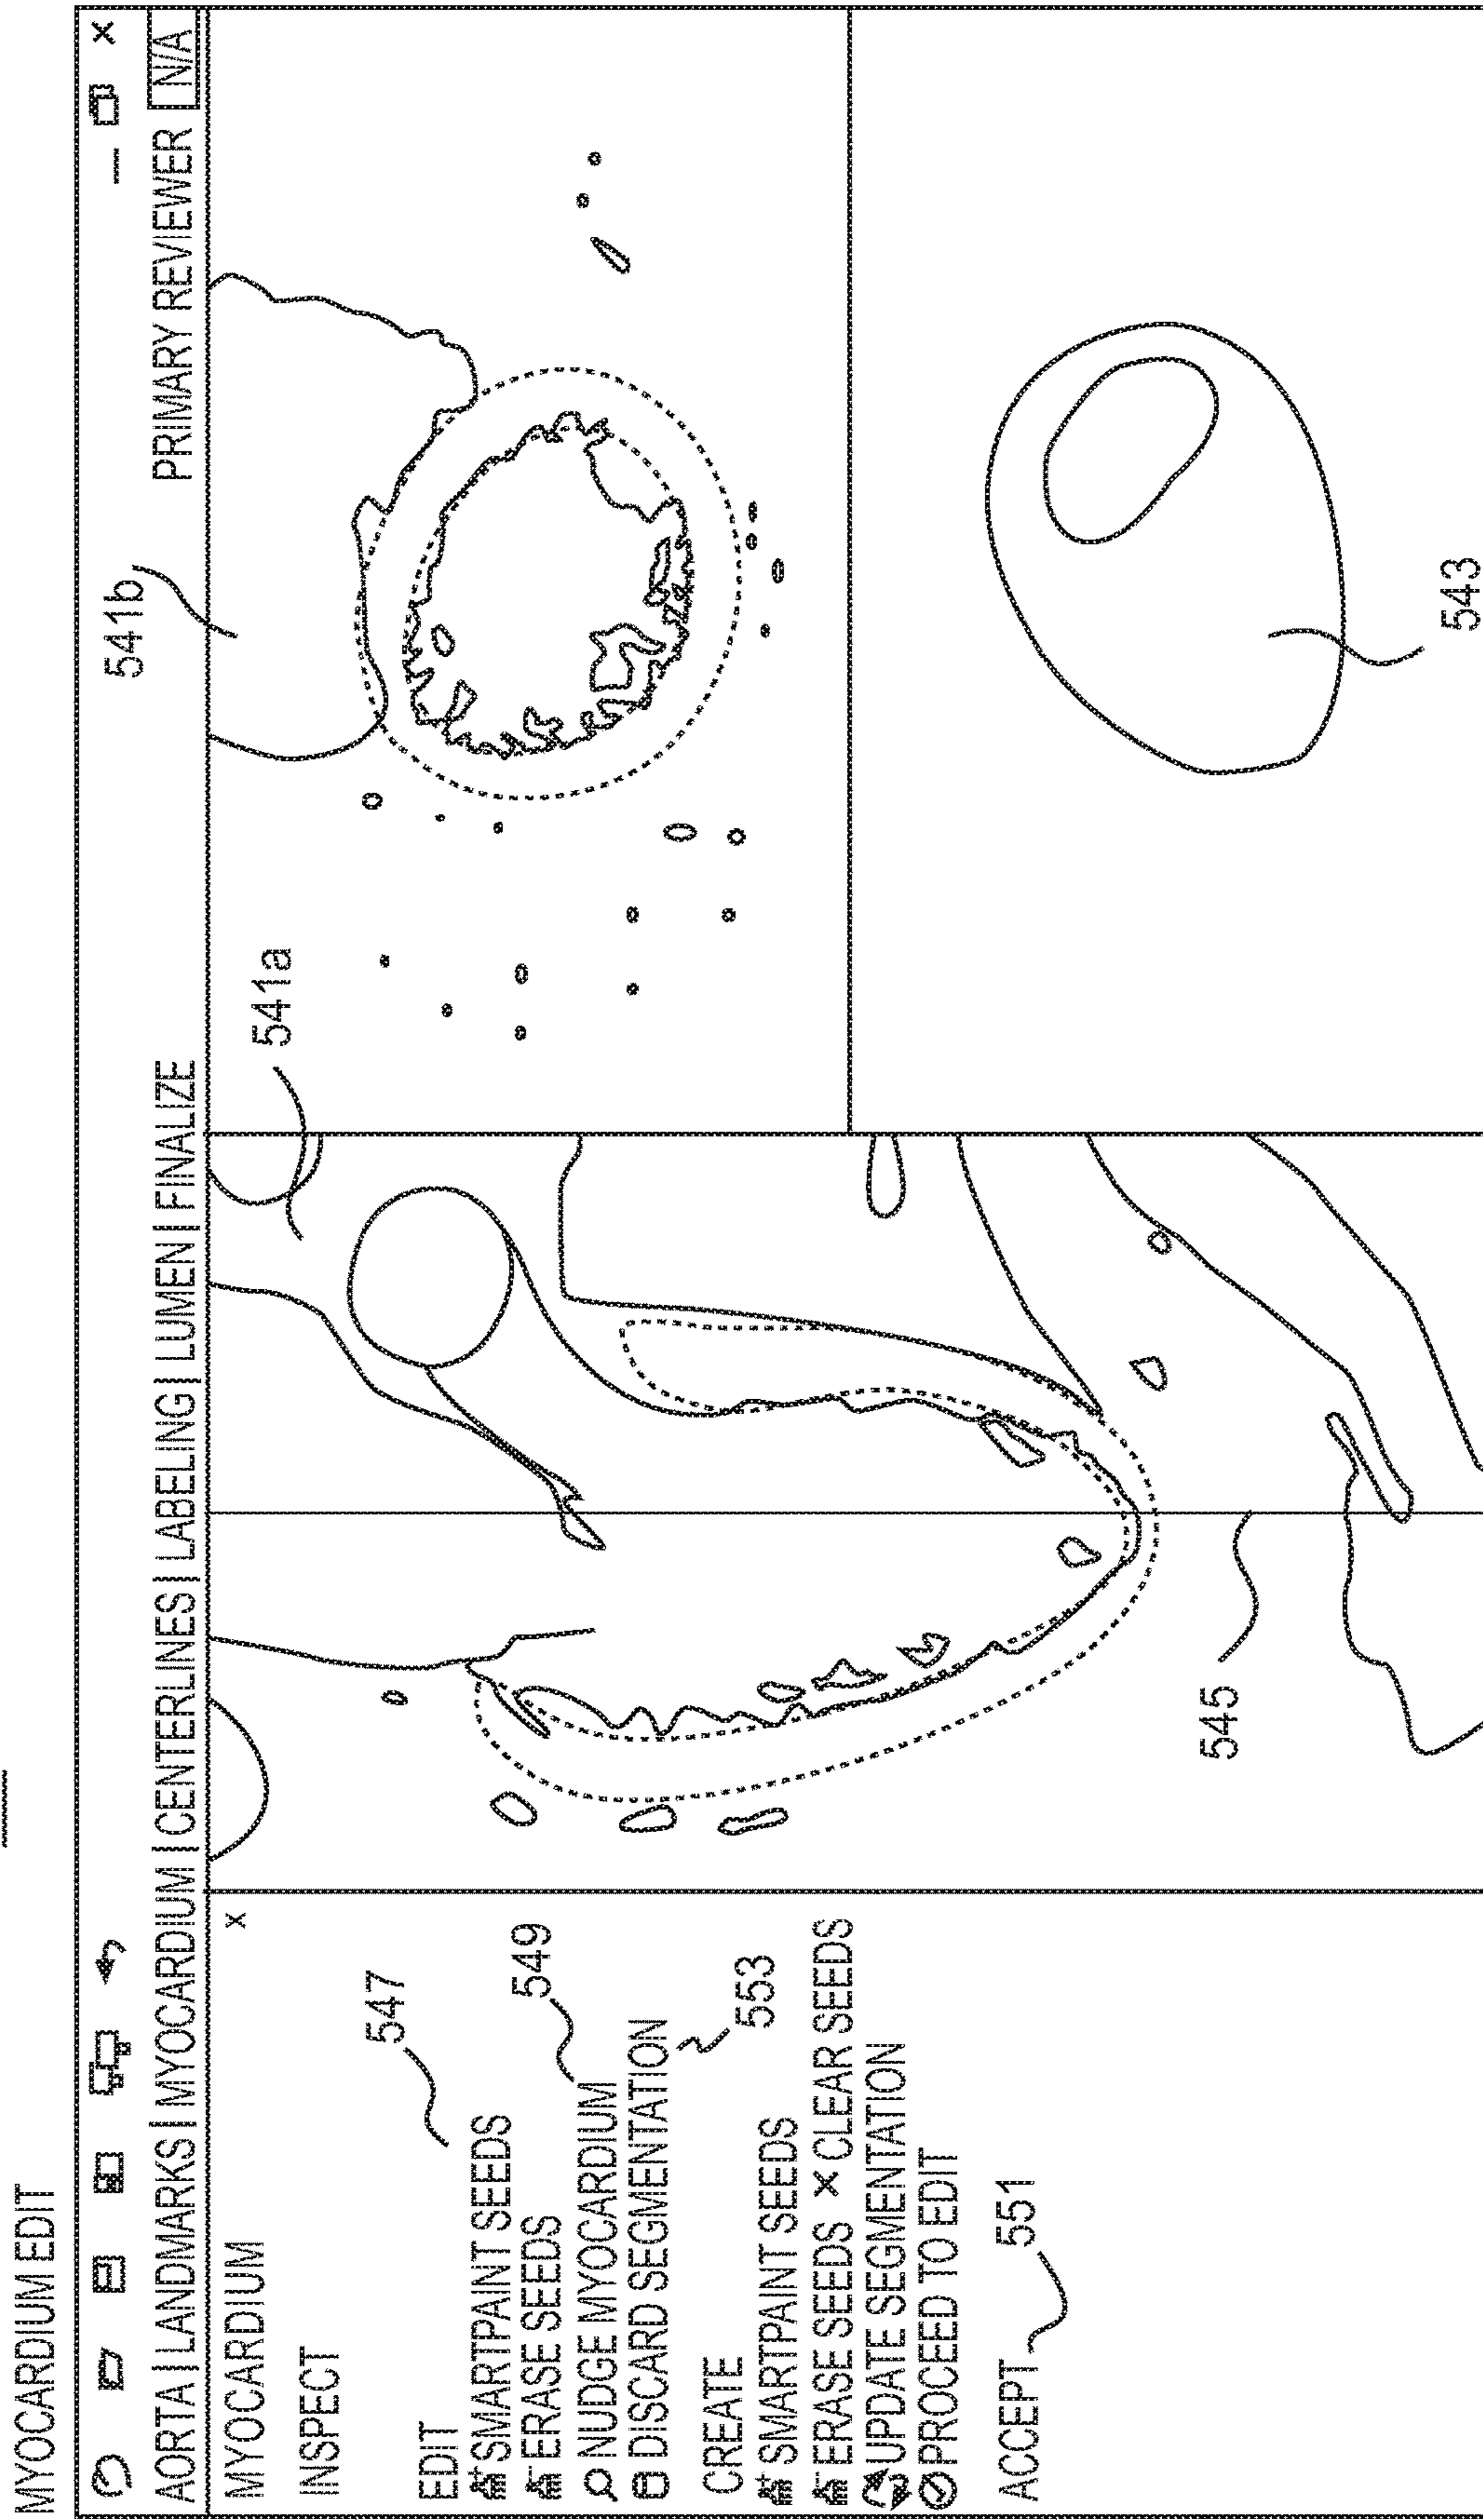 MYOCARDIUM EDIT
AORTA | LANDMARKS | MYOCARDIUM | CENTERLINES | LABELING | LUMEN | FINALIZE
PRIMARY REVIEWER N/A
MYOCARDIUM x
INSPECT
EDIT
547
SMARTPAINT SEEDS
ERASE SEEDS
549
NUDGE MYOCARDIUM
DISCARD SEGMENTATION
553
CREATE
SMARTPAINT SEEDS
ERASE SEEDS × CLEAR SEEDS
UPDATE SEGMENTATION
PROCEED TO EDIT
ACCEPT 551
541a
541b
545
543